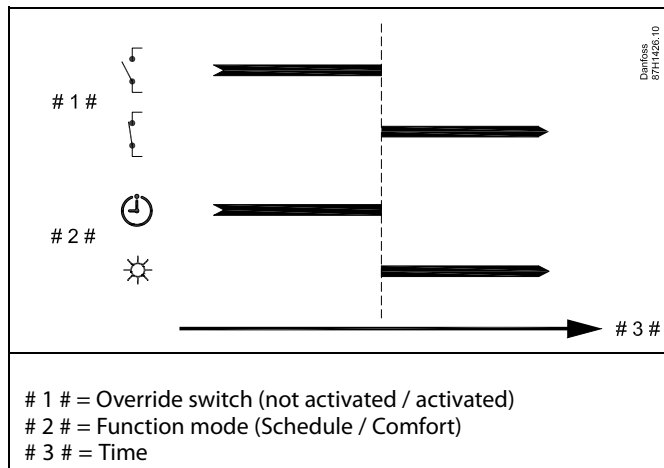 Danfoss
87H1426.10
# 1 #
# 2 #
# 3 #
# 1 # = Override switch (not activated / activated)
# 2 # = Function mode (Schedule / Comfort)
# 3 # = Time